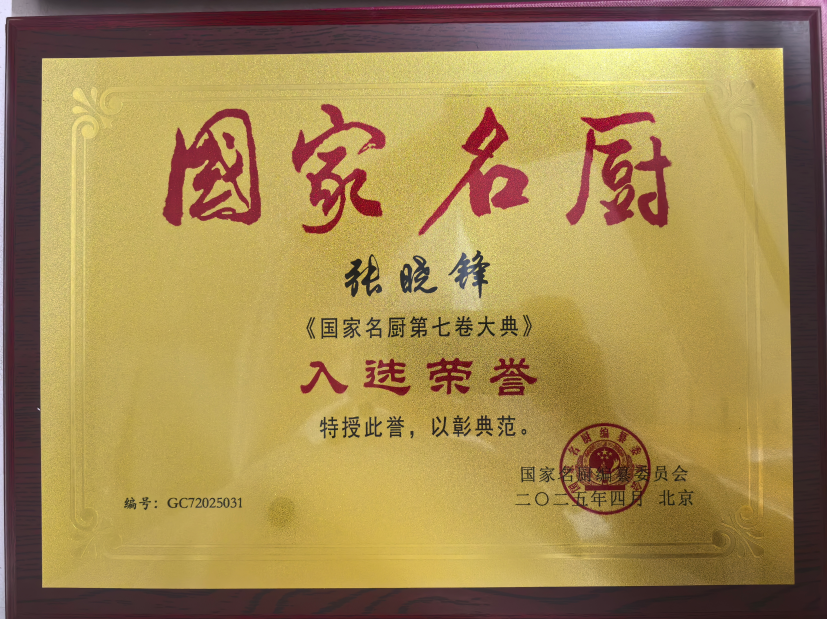 國家名厨
张晓锋
《国家名厨第七卷大典》
入选荣誉
特授此誉，以彰典范。
国家名厨编纂委员会
编号：GC72025031
二〇二五年四月 北京